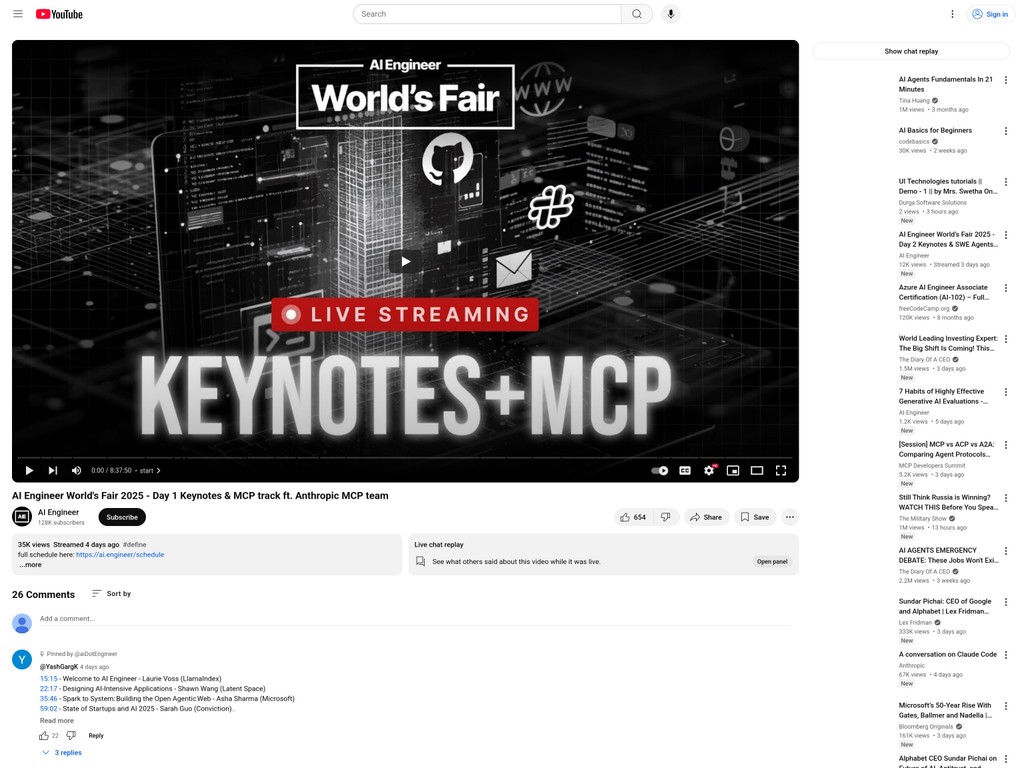 YouTube
Search
Sign in
AI Engineer
World's Fair
WWW
LIVE STREAMING
KEYNOTES+MCP
0:00 / 8:37:50 • start
CC
AI Engineer World's Fair 2025 - Day 1 Keynotes & MCP track ft. Anthropic MCP team
AIE
AI Engineer
128K subscribers
Subscribe
654
Share
Save
35K views Streamed 4 days ago #define
full schedule here: https://ai.engineer/schedule
...more
Live chat replay
See what others said about this video while it was live.
Open panel
26 Comments
Sort by
Add a comment...
Pinned by @aiDotEngineer
Y
@YashGargK 4 days ago
15:15 - Welcome to AI Engineer - Laurie Voss (LlamaIndex)
22:17 - Designing AI-Intensive Applications - Shawn Wang (Latent Space)
35:46 - Spark to System: Building the Open Agentic Web - Asha Sharma (Microsoft)
59:02 - State of Startups and AI 2025 - Sarah Guo (Conviction)..
Read more
22
Reply
3 replies
Show chat replay
AI Agents Fundamentals In 21
Minutes
Tina Huang
1M views • 3 months ago
AI Basics for Beginners
codebasics
30K views • 2 weeks ago
UI Technologies tutorials ||
Demo - 1 || by Mrs. Swetha On...
Durga Software Solutions
2 views • 3 hours ago
New
AI Engineer World's Fair 2025 -
Day 2 Keynotes & SWE Agents...
AI Engineer
12K views • Streamed 3 days ago
New
Azure AI Engineer Associate
Certification (AI-102) – Full...
freeCodeCamp.org
120K views • 8 months ago
World Leading Investing Expert:
The Big Shift Is Coming! This...
The Diary Of A CEO
1.5M views • 3 days ago
New
7 Habits of Highly Effective
Generative AI Evaluations -...
AI Engineer
1.2K views • 5 days ago
New
[Session] MCP vs ACP vs A2A:
Comparing Agent Protocols...
MCP Developers Summit
5.2K views • 3 days ago
New
Still Think Russia is Winning?
WATCH THIS Before You Spea...
The Military Show
1M views • 13 hours ago
New
AI AGENTS EMERGENCY
DEBATE: These Jobs Won't Exi...
The Diary Of A CEO
2.2M views • 3 weeks ago
Sundar Pichai: CEO of Google
and Alphabet | Lex Fridman...
Lex Fridman
333K views • 3 days ago
New
A conversation on Claude Code
Anthropic
67K views • 4 days ago
New
Microsoft's 50-Year Rise With
Gates, Ballmer and Nadella |...
Bloomberg Originals
161K views • 3 days ago
New
Alphabet CEO Sundar Pichai on